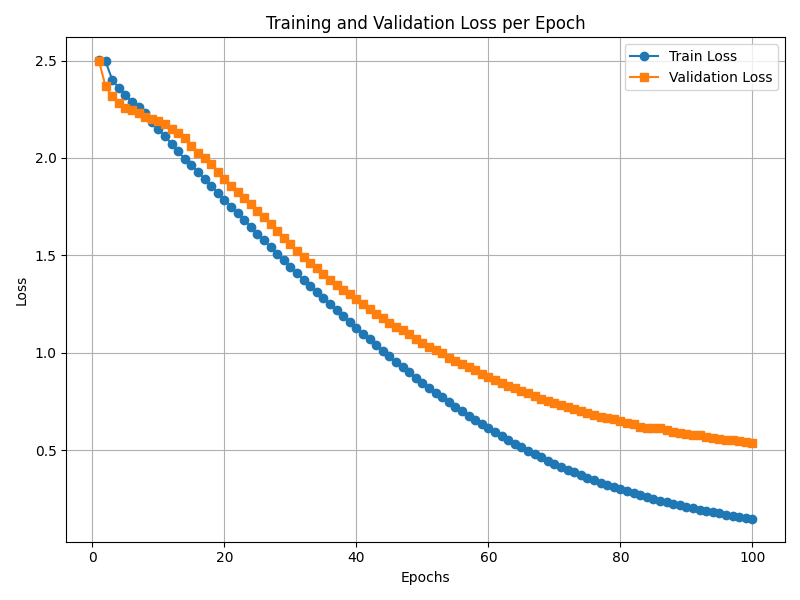 Training and Validation Loss per Epoch
Train Loss
Validation Loss
2.5
2.0
1.5
1.0
0.5
Loss
0 20 40 60 80 100
Epochs